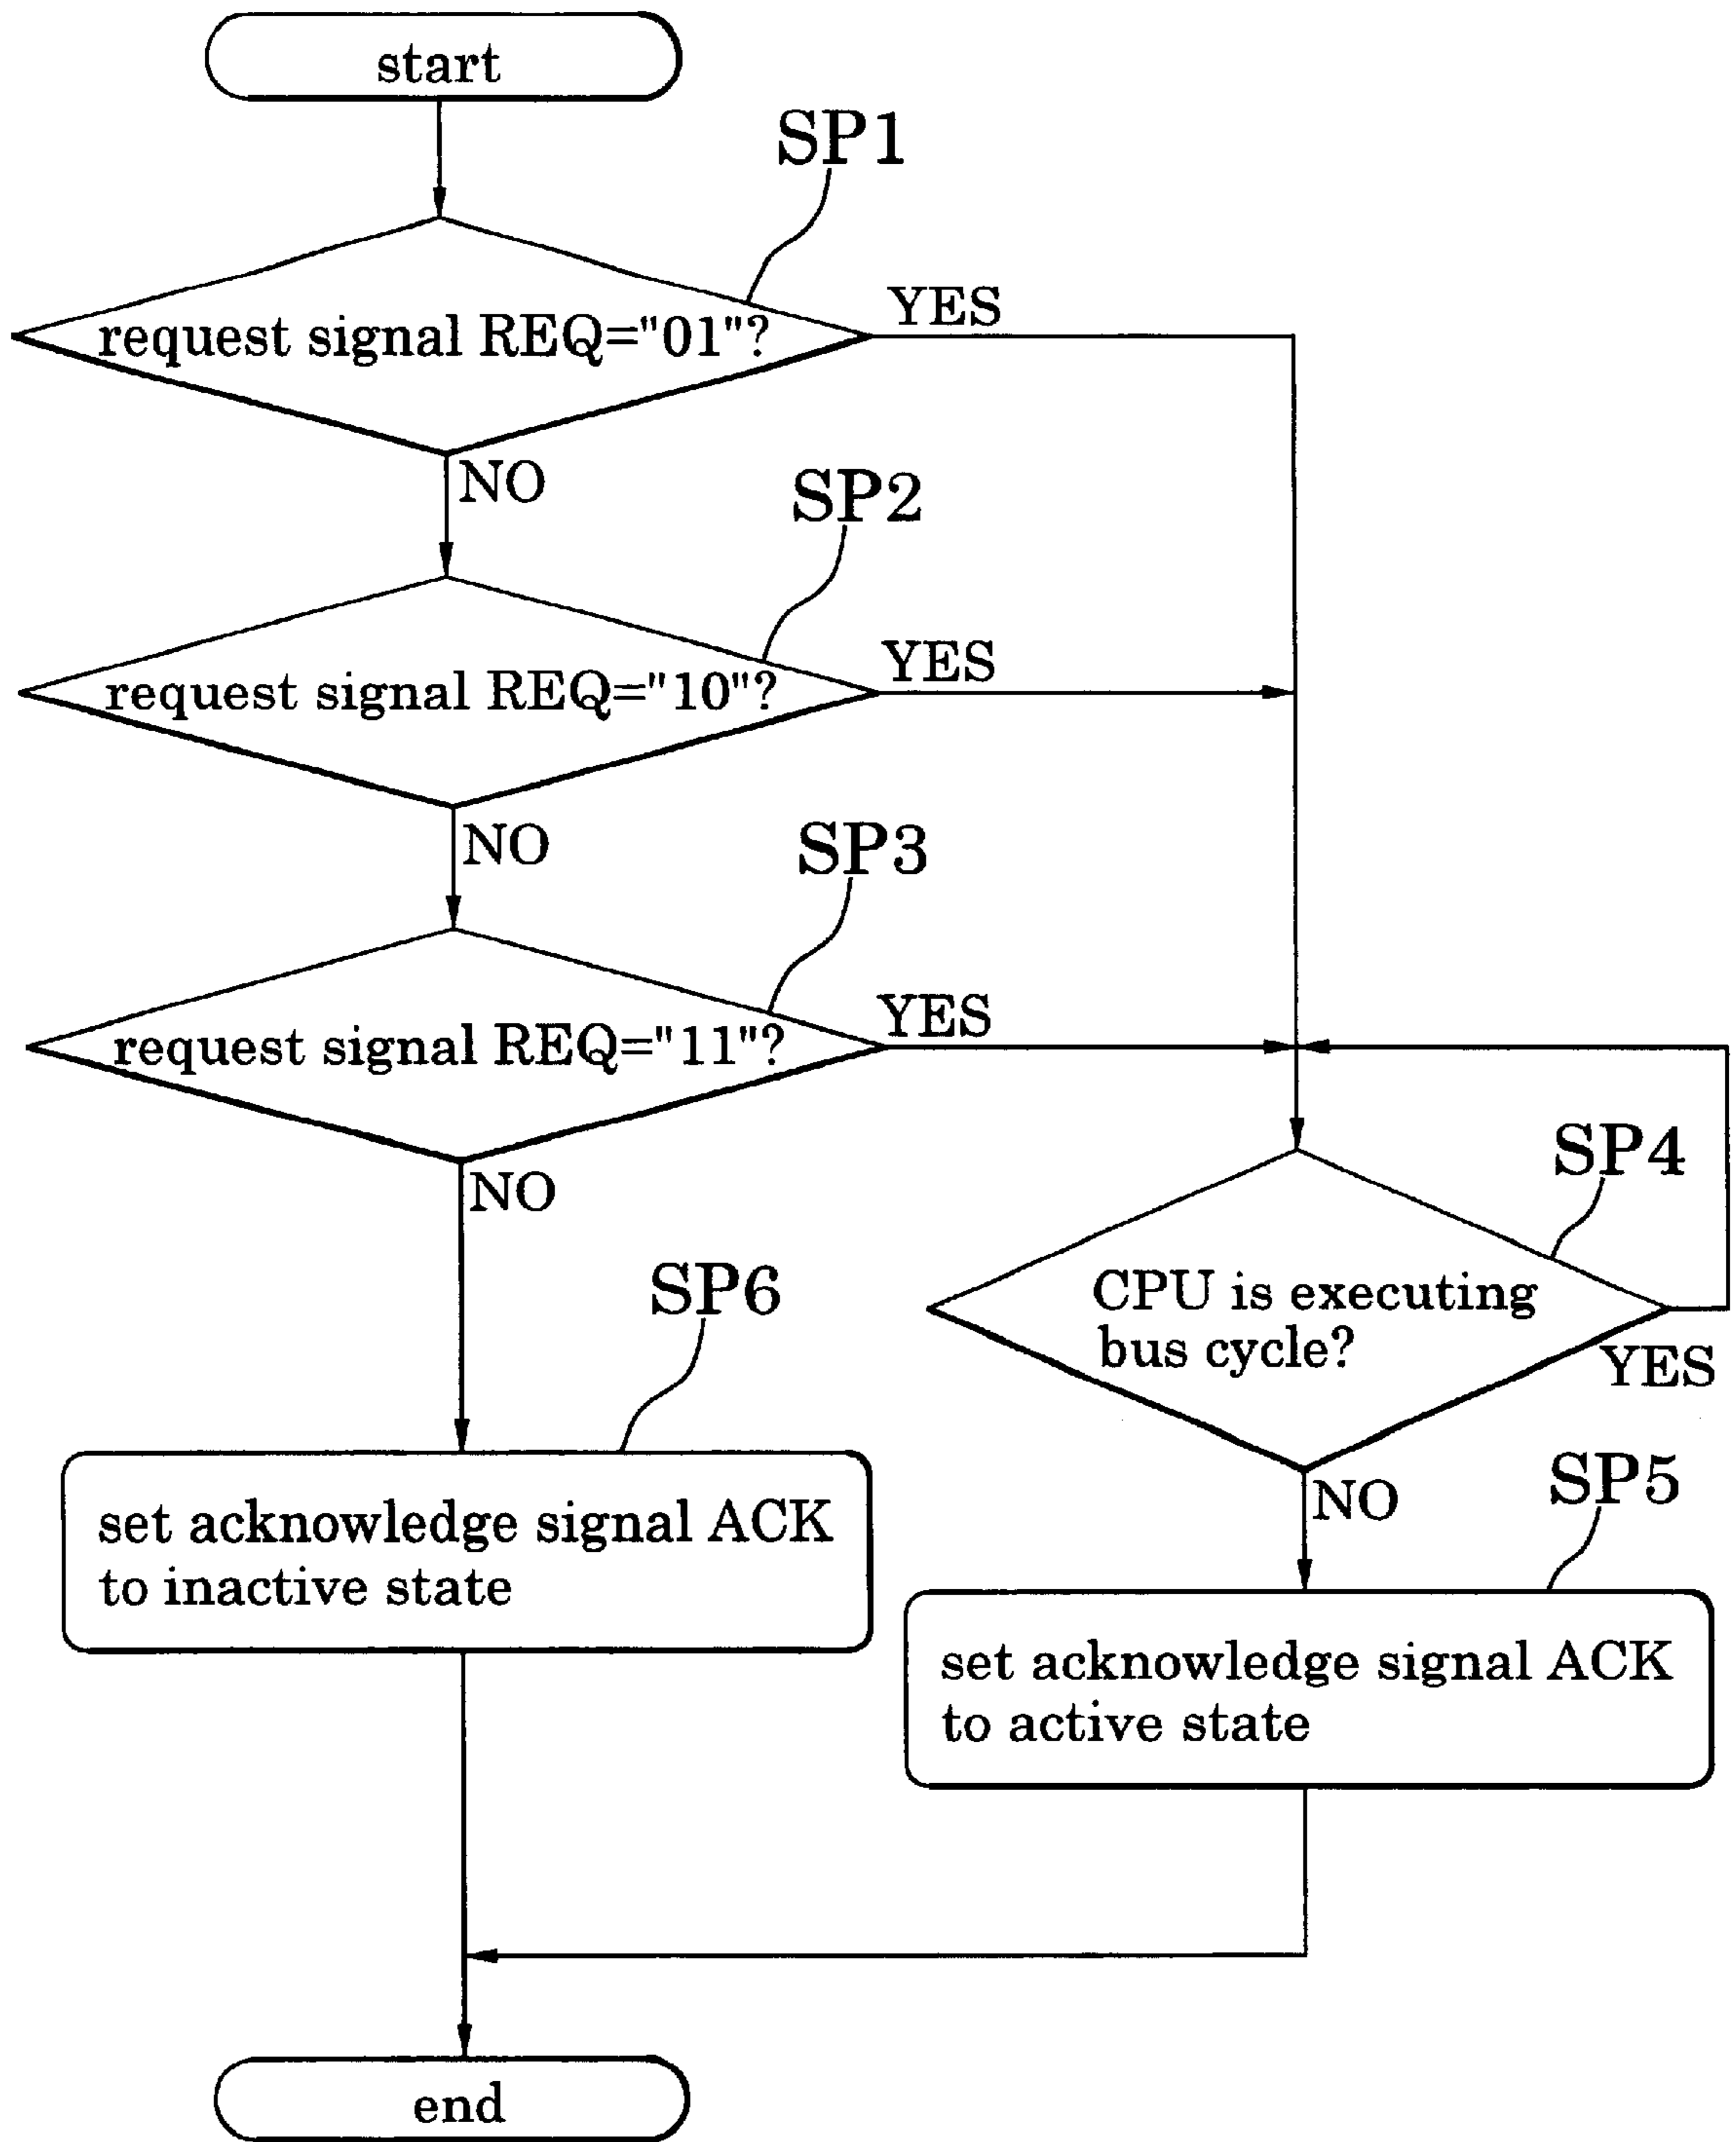 start
SP1
request signal REQ="01"?
YES
NO
SP2
request signal REQ="10"?
YES
NO
SP3
request signal REQ="11"?
YES
NO
SP4
CPU is executing
bus cycle?
YES
NO
SP6
set acknowledge signal ACK
to inactive state
SP5
set acknowledge signal ACK
to active state
end